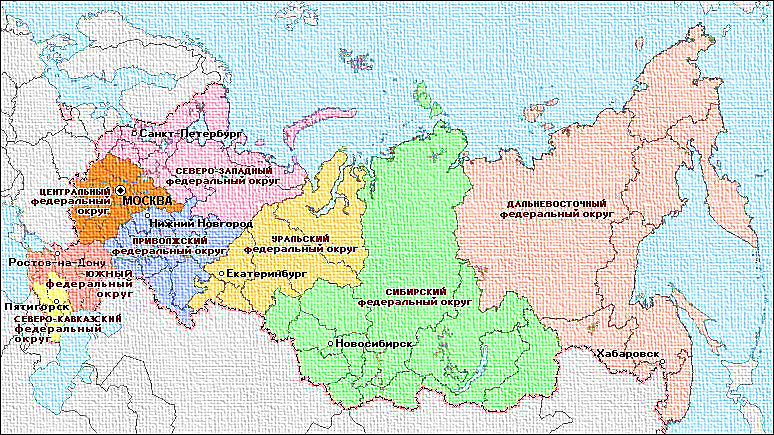 Санкт-Петербург
СЕВЕРО-ЗАПАДНЫЙ
федеральный округ
ЦЕНТРАЛЬНЫЙ
федеральный
округ
МОСКВА
Нижний Новгород
ПРИВОЛЖСКИЙ
федеральный округ
УРАЛЬСКИЙ
федеральный округ
ДАЛЬНЕВОСТОЧНЫЙ
федеральный округ
Ростов-на-Дону
ЮЖНЫЙ
федеральный
округ
Екатеринбург
СИБИРСКИЙ
федеральный округ
Пятигорск
СЕВЕРО-КАВКАЗСКИЙ
федеральный
округ
Новосибирск
Хабаровск